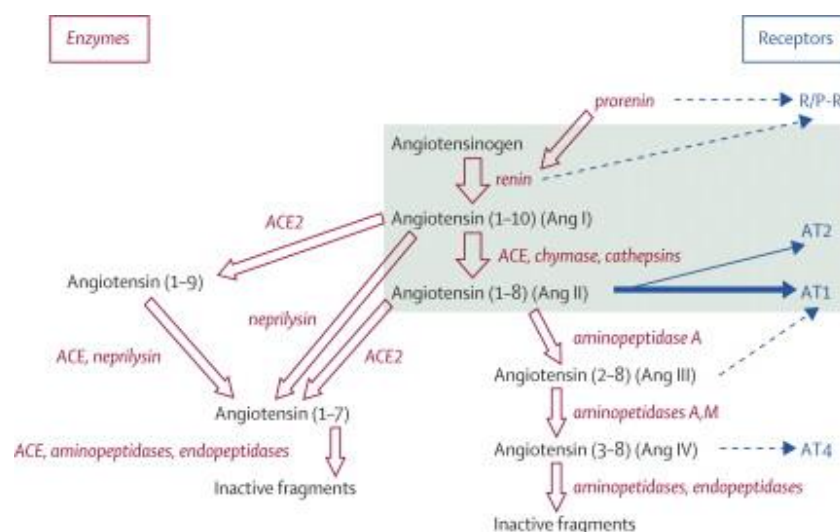 Enzymes
Receptors
prorenin
R/P-R
Angiotensinogen
renin
ACE2
Angiotensin (1–10) (Ang I)
AT2
ACE, chymase, cathepsins
Angiotensin (1–9)
neprilysin
Angiotensin (1–8) (Ang II)
AT1
ACE, neprilysin
ACE2
aminopeptidase A
Angiotensin (2–8) (Ang III)
Angiotensin (1–7)
aminopetidases A,M
ACE, aminopeptidases, endopeptidases
Angiotensin (3–8) (Ang IV)
AT4
Inactive fragments
aminopetidases, endopeptidases
Inactive fragments